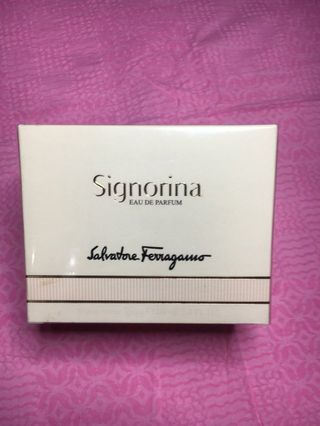 Signorina
EAU DE PARFUM
Salvatore Ferragamo